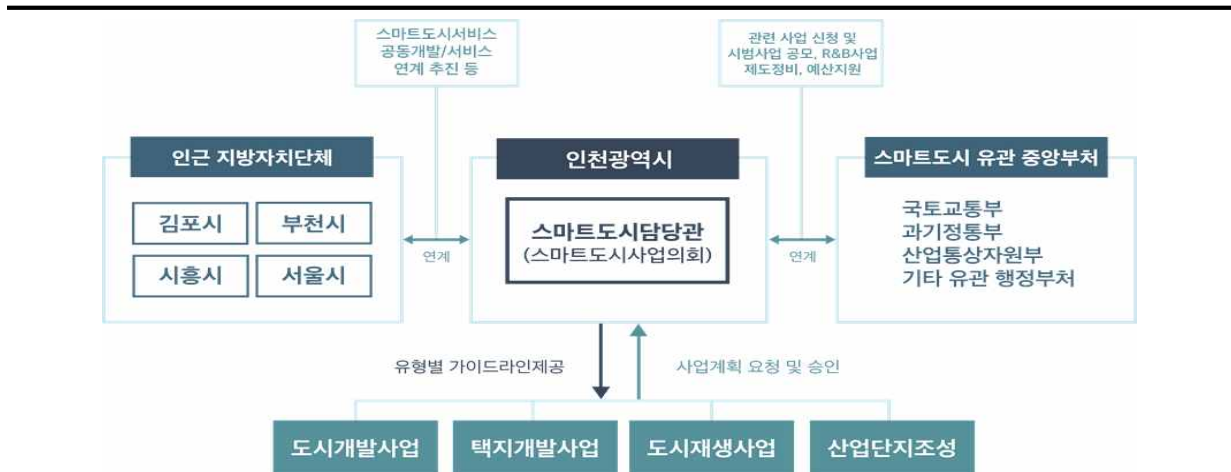 스마트도시서비스
공동개발/서비스
연계 추진 등
관련 사업 신청 및
시범사업 공모, R&B사업
제도정비, 예산지원
인근 지방자치단체
김포시
부천시
시흥시
서울시
연계
인천광역시
스마트도시담당관
(스마트도시사업의회)
연계
스마트도시 유관 중앙부처
국토교통부
과기정통부
산업통상자원부
기타 유관 행정부처
유형별 가이드라인제공
사업계획 요청 및 승인
도시개발사업
택지개발사업
도시재생사업
산업단지조성